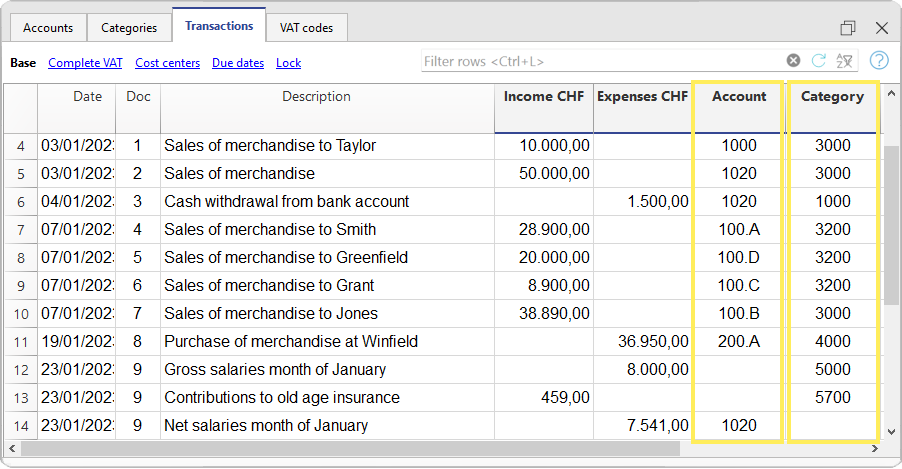 Accounts Categories Transactions VAT codes
Base Complete VAT Cost centers Due dates Lock Filter rows <Ctrl+L>
Date Doc Description Income CHF Expenses CHF Account Category
4 03/01/202 1 Sales of merchandise to Taylor 10.000,00 1000 3000
5 03/01/202 2 Sales of merchandise 50.000,00 1020 3000
6 04/01/202 3 Cash withdrawal from bank account 1.500,00 1020 1000
7 07/01/202 4 Sales of merchandise to Smith 28.900,00 100.A 3200
8 07/01/202 5 Sales of merchandise to Greenfield 20.000,00 100.D 3200
9 07/01/202 6 Sales of merchandise to Grant 8.900,00 100.C 3200
10 07/01/202 7 Sales of merchandise to Jones 38.890,00 100.B 3000
11 19/01/202 8 Purchase of merchandise at Winfield 36.950,00 200.A 4000
12 23/01/202 9 Gross salaries month of January 8.000,00 5000
13 23/01/202 9 Contributions to old age insurance 459,00 5700
14 23/01/202 9 Net salaries month of January 7.541,00 1020